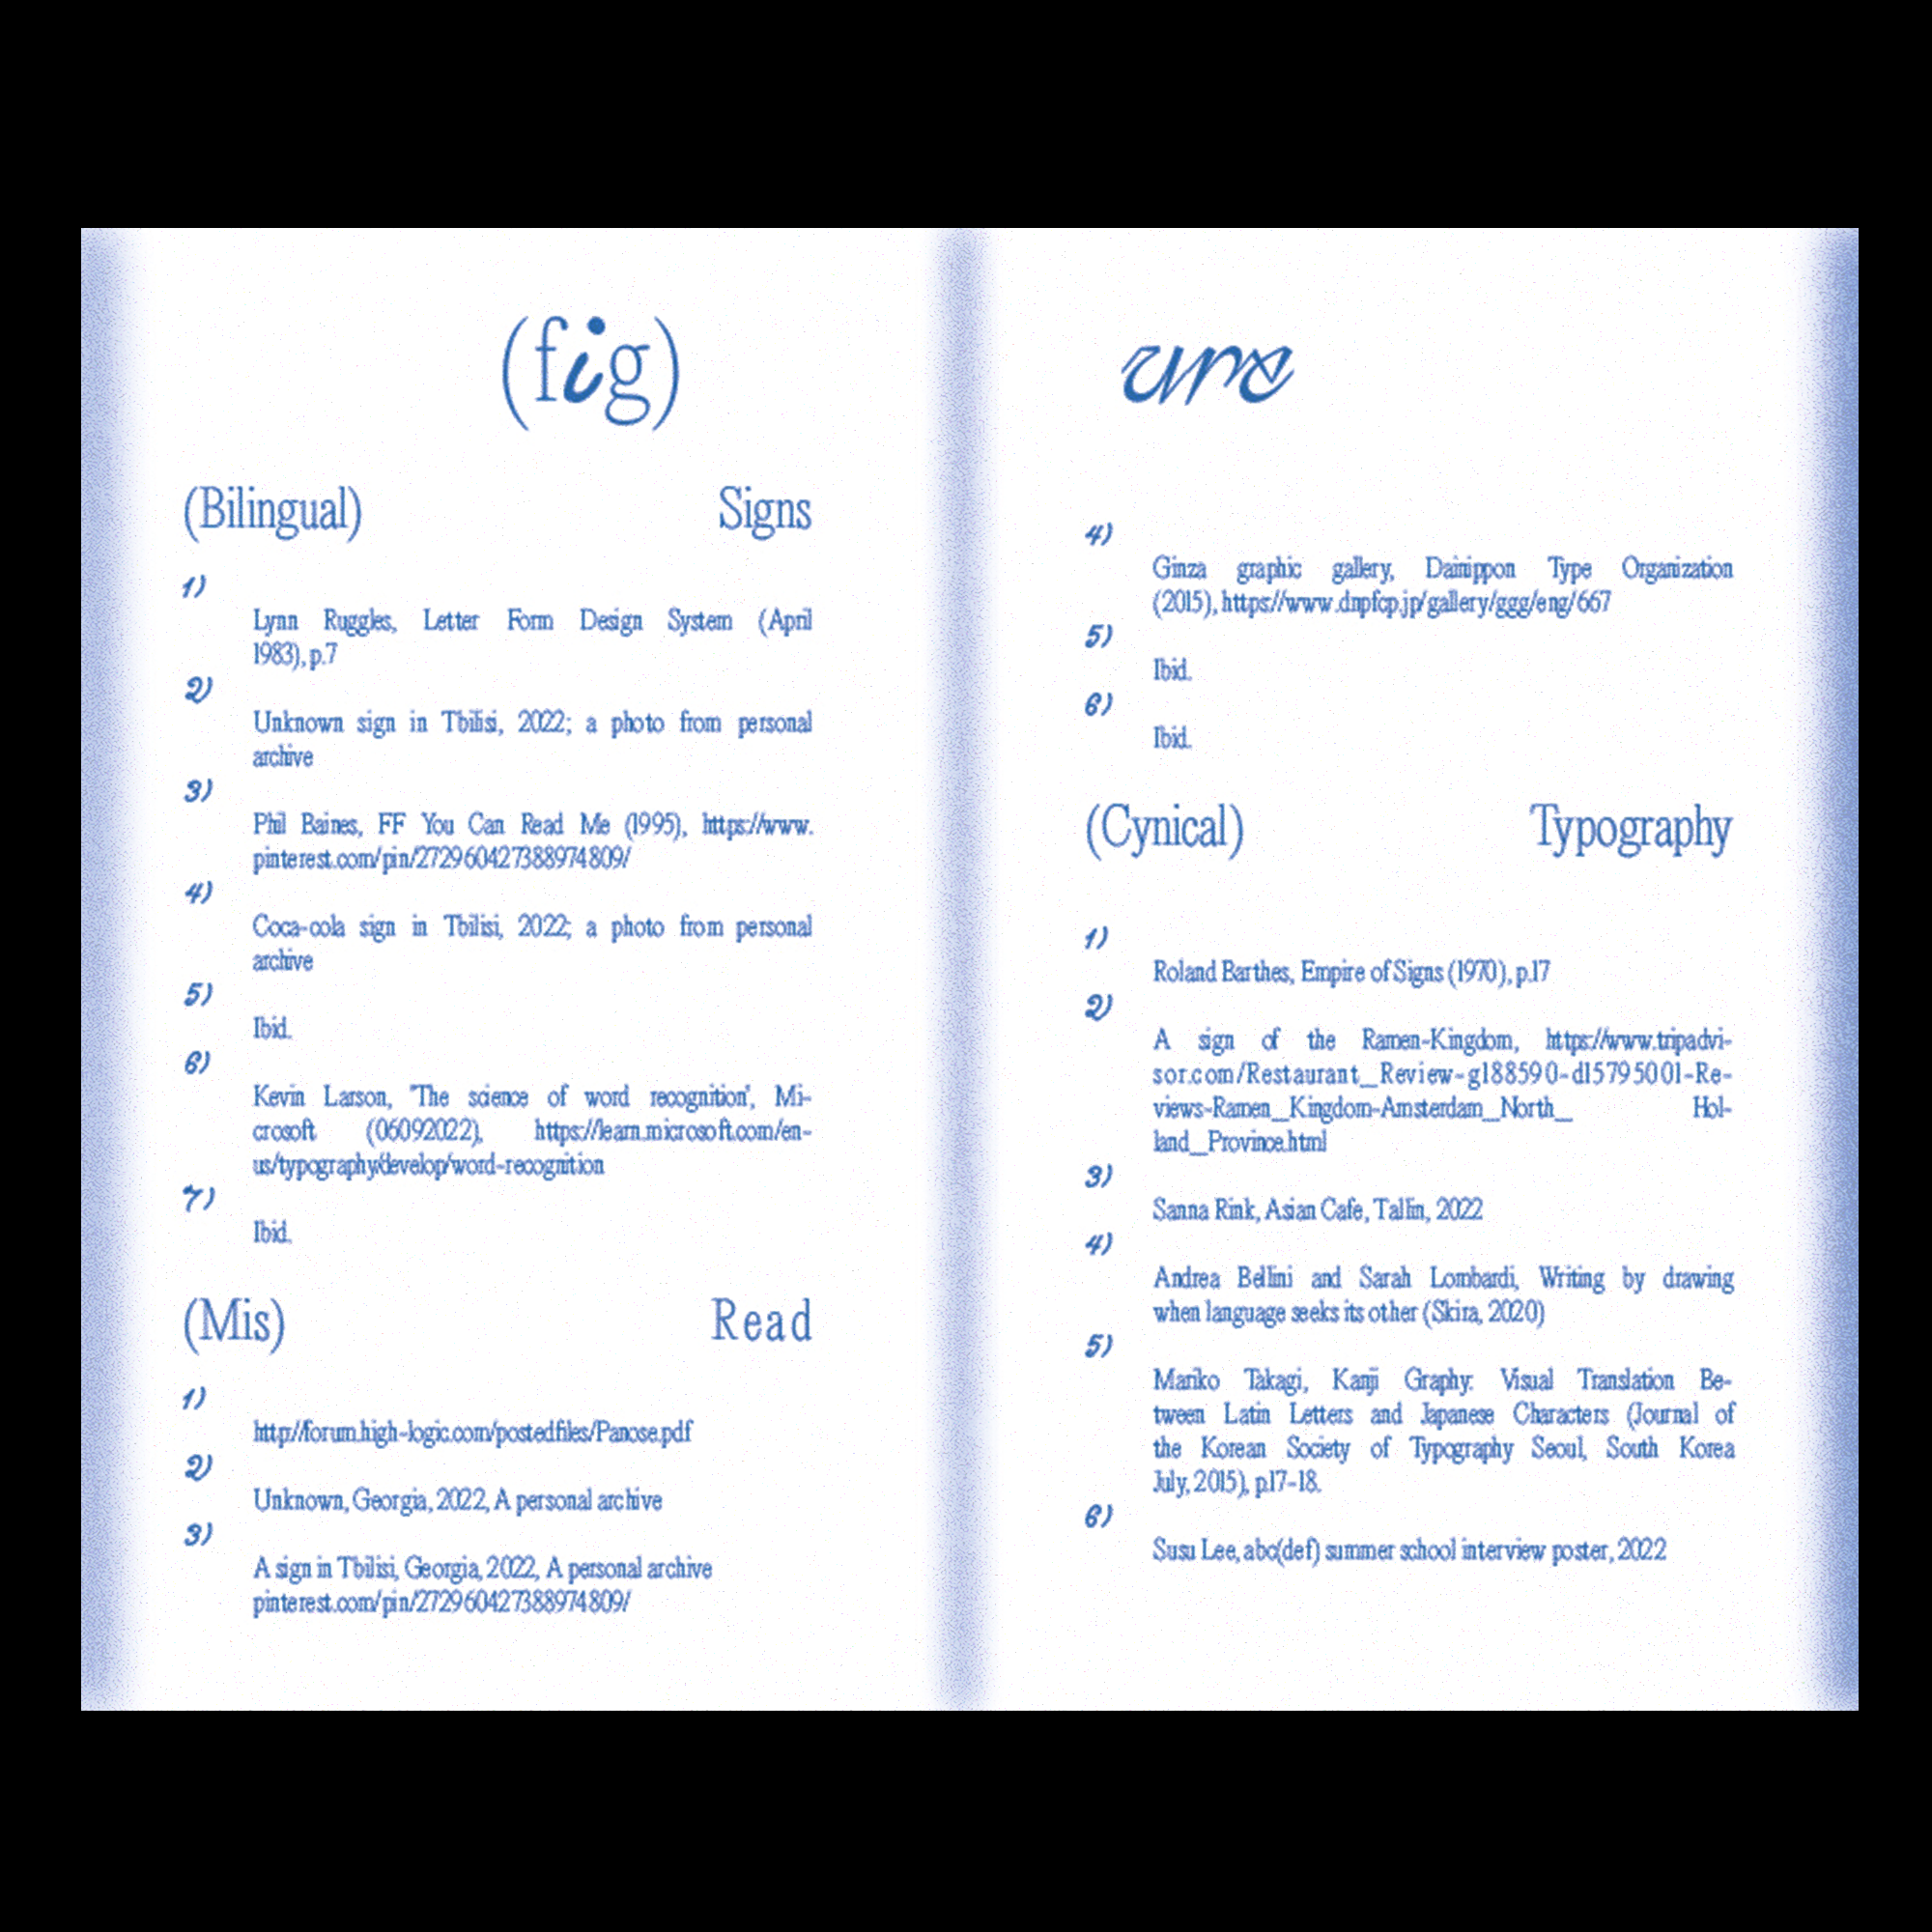 (fig)
(Bilingual) Signs
1)
Lynn Ruggles, Letter Form Design System (April
1983), p.7
2)
Unknown sign in Tbilisi, 2022; a photo from personal
archive
3)
Phil Baines, FF You Can Read Me (1995), https://www.
pinterest.com/pin/272960427388974809/
4)
Coca-cola sign in Tbilisi, 2022; a photo from personal
archive
5)
Ibid.
6)
Kevin Larson, 'The science of word recognition', Mi-
crosoft (06092022), https://learn.microsoft.com/en-
us/typography/develop/word-recognition
7)
Ibid.
(Mis) Read
1)
http://forum.high-logic.com/postedfiles/Panose.pdf
2)
Unknown, Georgia, 2022, A personal archive
3)
A sign in Tbilisi, Georgia, 2022, A personal archive
pinterest.com/pin/272960427388974809/
ure
4)
Ginza graphic gallery, Dainippon Type Organization
(2015), https://www.dnpfcp.jp/gallery/ggg/eng/667
5)
Ibid.
6)
Ibid.
(Cynical) Typography
1)
Roland Barthes, Empire of Signs (1970), p.17
2)
A sign of the Ramen-Kingdom, https://www.tripadvi-
sor.com/Restaurant_Review-g188590-d15795001-Re-
views-Ramen_Kingdom-Amsterdam_North_ Hol-
land_Province.html
3)
Sanna Rink, Asian Cafe, Tallin, 2022
4)
Andrea Bellini and Sarah Lombardi, Writing by drawing
when language seeks its other (Skira, 2020)
5)
Mariko Takagi, Kanji Graphy: Visual Translation Be-
tween Latin Letters and Japanese Characters (Journal of
the Korean Society of Typography Seoul, South Korea
July, 2015), p.17-18.
6)
Susu Lee, abc(def) summer school interview poster, 2022